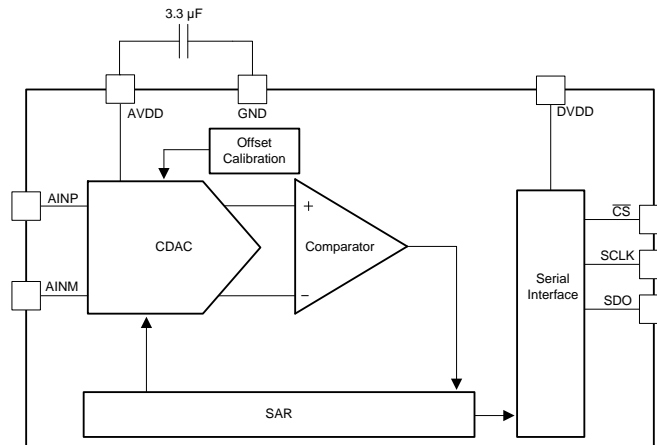 3.3 µF
AVDD
GND
DVDD
Offset
Calibration
AINP
CDAC
+
Comparator
−
AINM
CS
SCLK
SDO
Serial
Interface
SAR